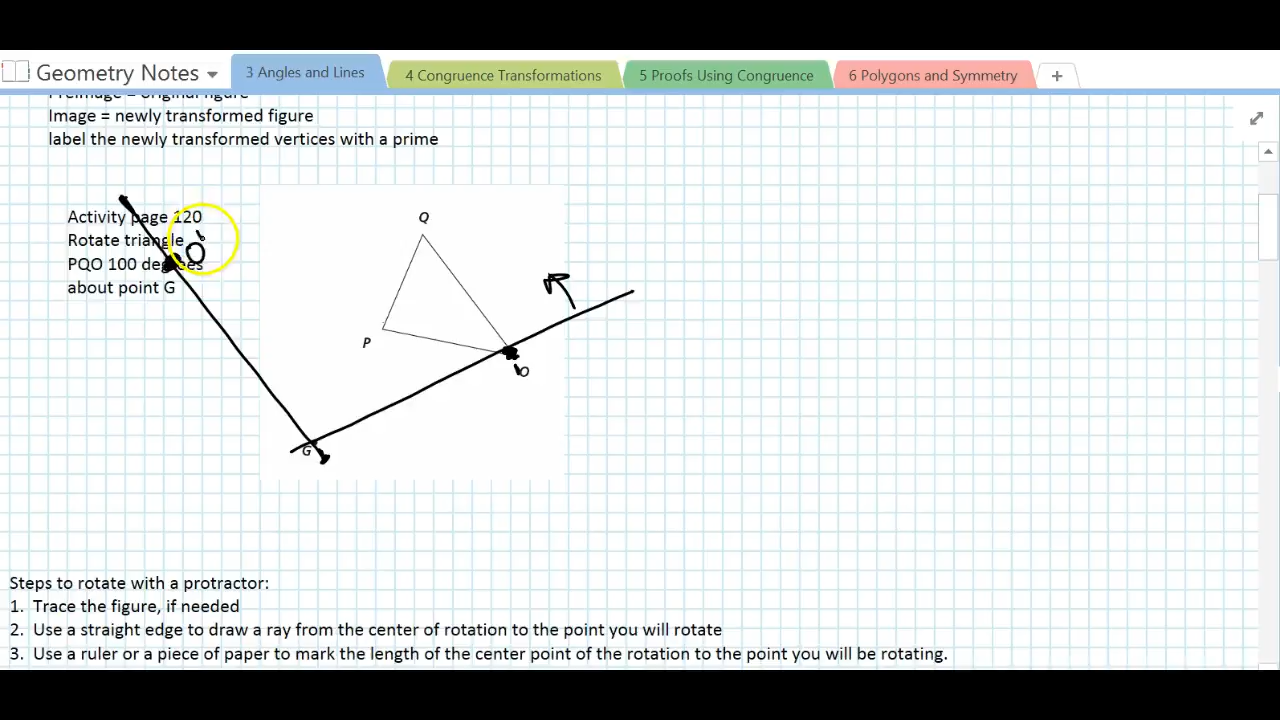 Geometry Notes
3 Angles and Lines
4 Congruence Transformations
5 Proofs Using Congruence
6 Polygons and Symmetry
+
Preimage = original figure
Image = newly transformed figure
label the newly transformed vertices with a prime
Activity page 120
Rotate triangle
PQO 100 degrees
about point G
O'
Q
P
O
G
Steps to rotate with a protractor:
1. Trace the figure, if needed
2. Use a straight edge to draw a ray from the center of rotation to the point you will rotate
3. Use a ruler or a piece of paper to mark the length of the center point of the rotation to the point you will be rotating.